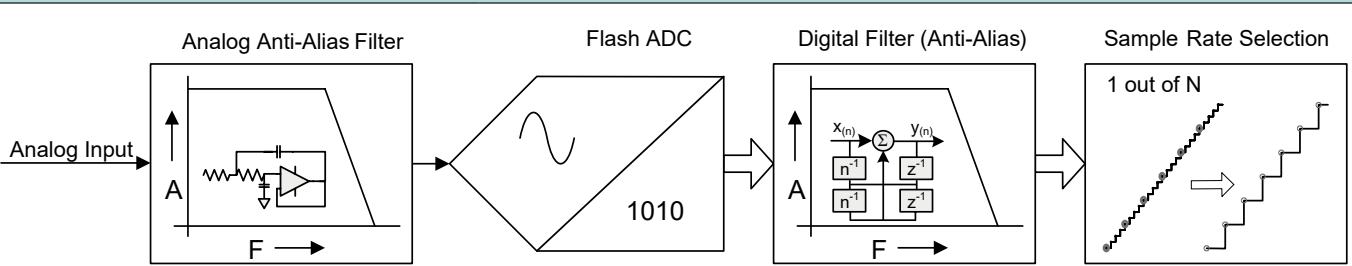 Analog Anti-Alias Filter
Flash ADC
Digital Filter (Anti-Alias)
Sample Rate Selection
Analog Input
A
F
1010
x(n)
Σ
y(n)
n-1
z-1
n-1
z-1
A
F
1 out of N